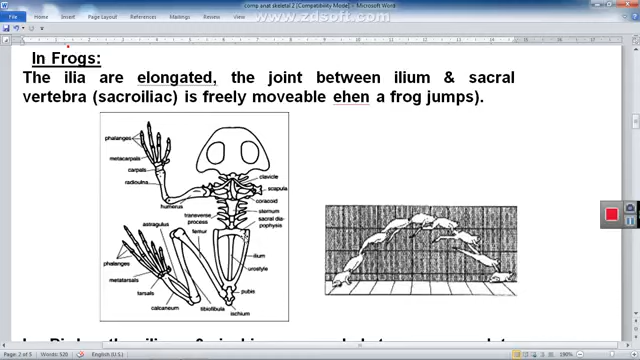 comp anat skeletal 2 [Compatibility Mode] - Microsoft Word
www.zdsoft.com
Home Insert Page Layout References Mailings Review View
In Frogs:
The ilia are elongated, the joint between ilium & sacral
vertebra (sacroiliac) is freely moveable ehen a frog jumps).
phalanges
metacarpals
carpals
radioulna
humerus
clavicle
scapula
coracoid
sternum
transverse
process
sacral dia-
pophysis
astragulus
femur
phalanges
ilium
urostyle
metatarsals
tarsals
calcaneum
tibiofibula
pubis
ischium
Page: 2 of 5 Words: 520 English (U.S.) 190%